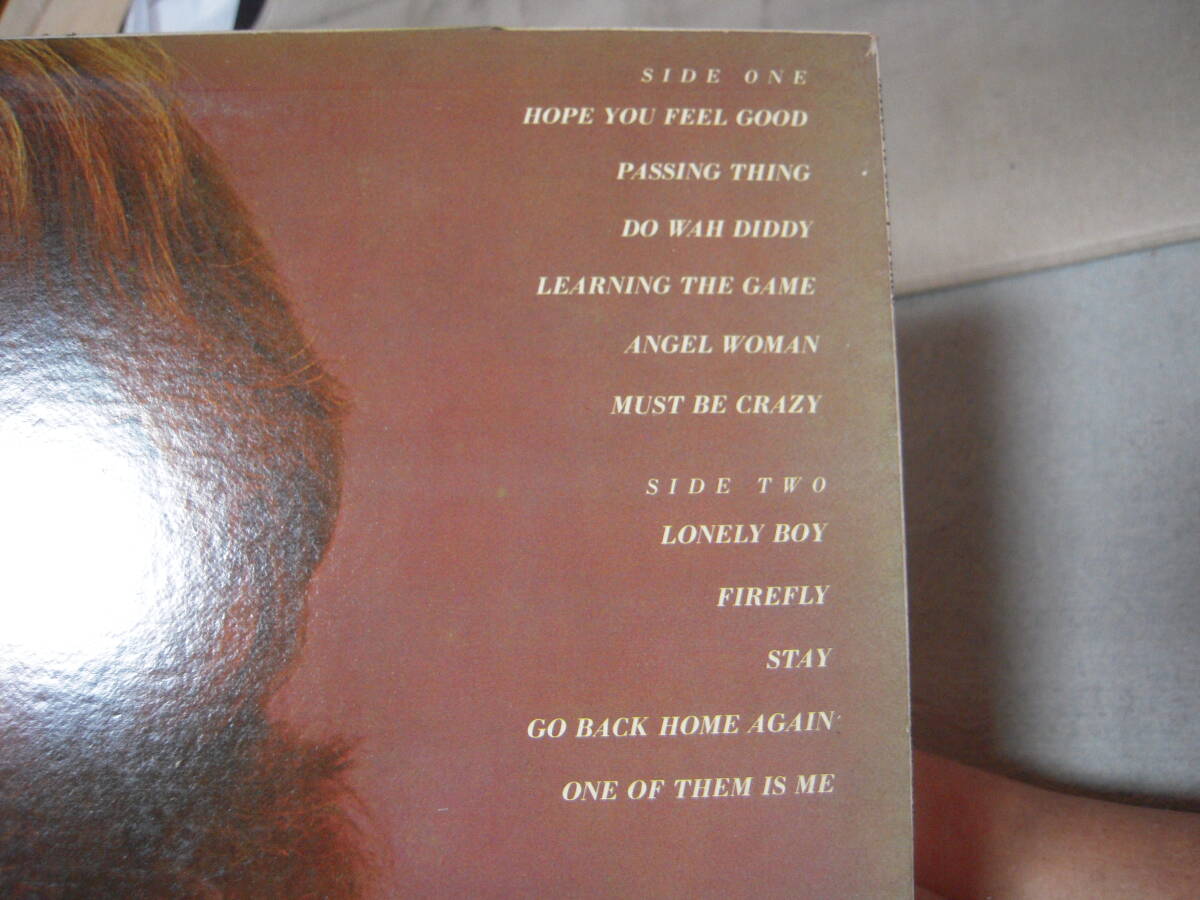 SIDE ONE
HOPE YOU FEEL GOOD
PASSING THING
DO WAH DIDDY
LEARNING THE GAME
ANGEL WOMAN
MUST BE CRAZY
SIDE TWO
LONELY BOY
FIREFLY
STAY
GO BACK HOME AGAIN
ONE OF THEM IS ME